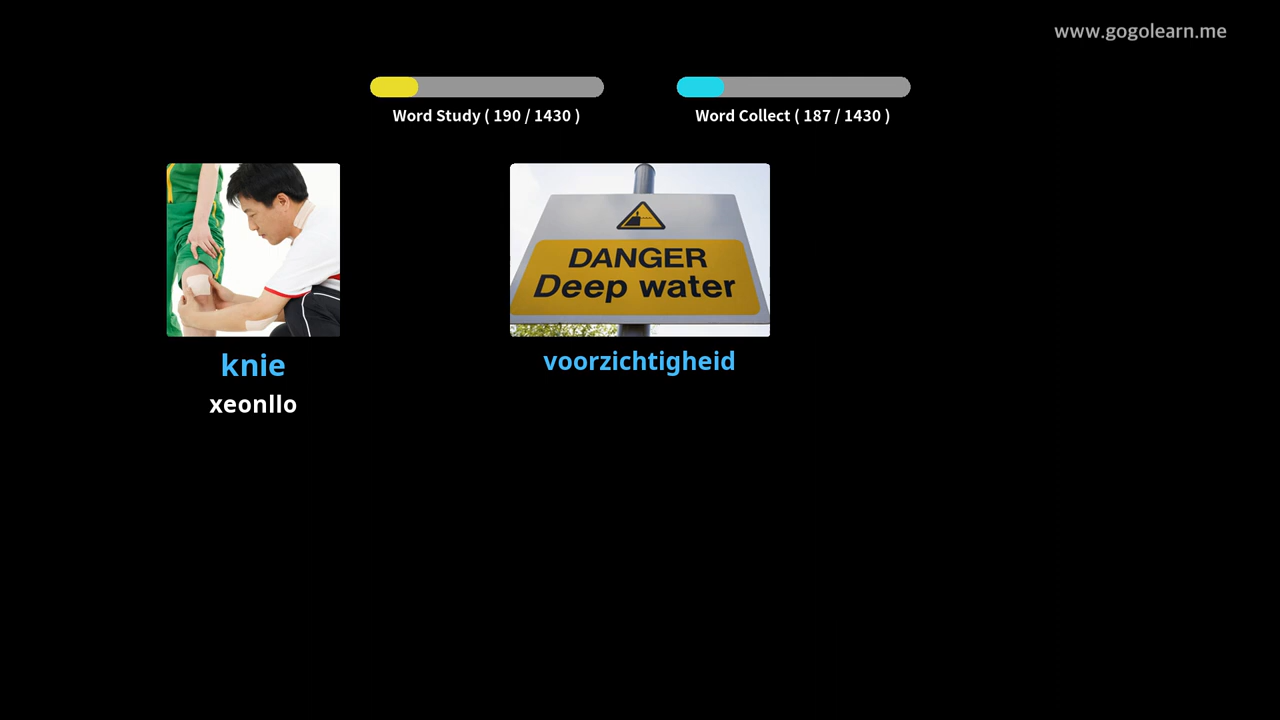 www.gogolearn.me
Word Study ( 190 / 1430 )
Word Collect ( 187 / 1430 )
DANGER
Deep water
knie
xeonllo
voorzichtigheid